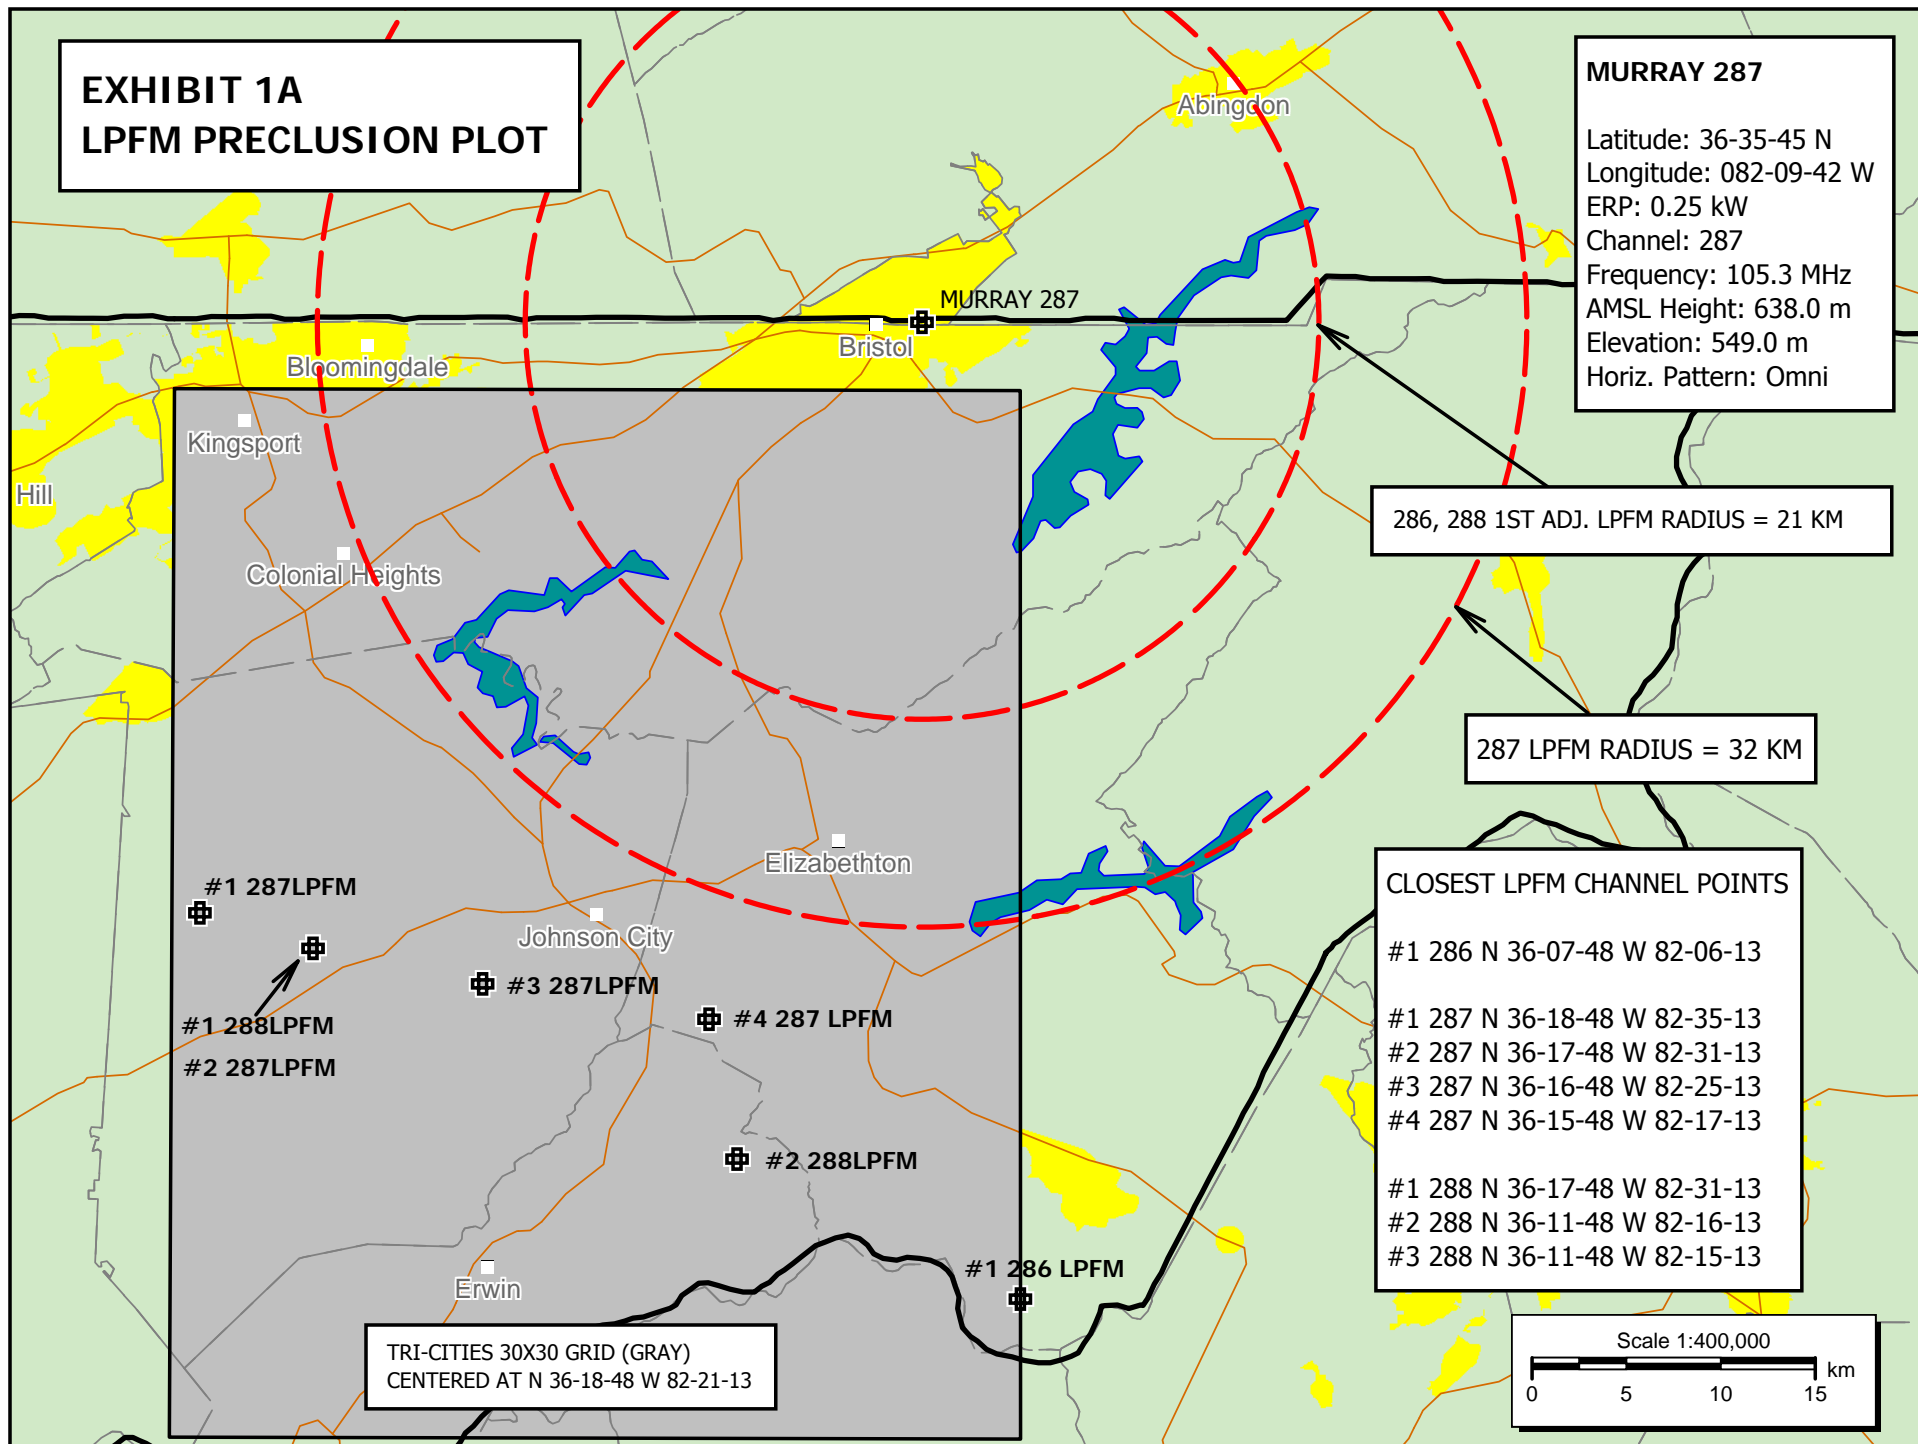 EXHIBIT 1A
LPFM PRECLUSION PLOT
MURRAY 287
Latitude: 36-35-45 N
Longitude: 082-09-42 W
ERP: 0.25 kW
Channel: 287
Frequency: 105.3 MHz
AMSL Height: 638.0 m
Elevation: 549.0 m
Horiz. Pattern: Omni
Abingdon
MURRAY 287
Bristol
Bloomingdale
Kingsport
Hill
Colonial Heights
286, 288 1ST ADJ. LPFM RADIUS = 21 KM
287 LPFM RADIUS = 32 KM
Elizabethton
Johnson City
#1 287LPFM
#3 287LPFM
#4 287 LPFM
#1 288LPFM
#2 287LPFM
#2 288LPFM
#1 286 LPFM
Erwin
CLOSEST LPFM CHANNEL POINTS
#1 286 N 36-07-48 W 82-06-13
#1 287 N 36-18-48 W 82-35-13
#2 287 N 36-17-48 W 82-31-13
#3 287 N 36-16-48 W 82-25-13
#4 287 N 36-15-48 W 82-17-13
#1 288 N 36-17-48 W 82-31-13
#2 288 N 36-11-48 W 82-16-13
#3 288 N 36-11-48 W 82-15-13
TRI-CITIES 30X30 GRID (GRAY)
CENTERED AT N 36-18-48 W 82-21-13
Scale 1:400,000
km
0 5 10 15